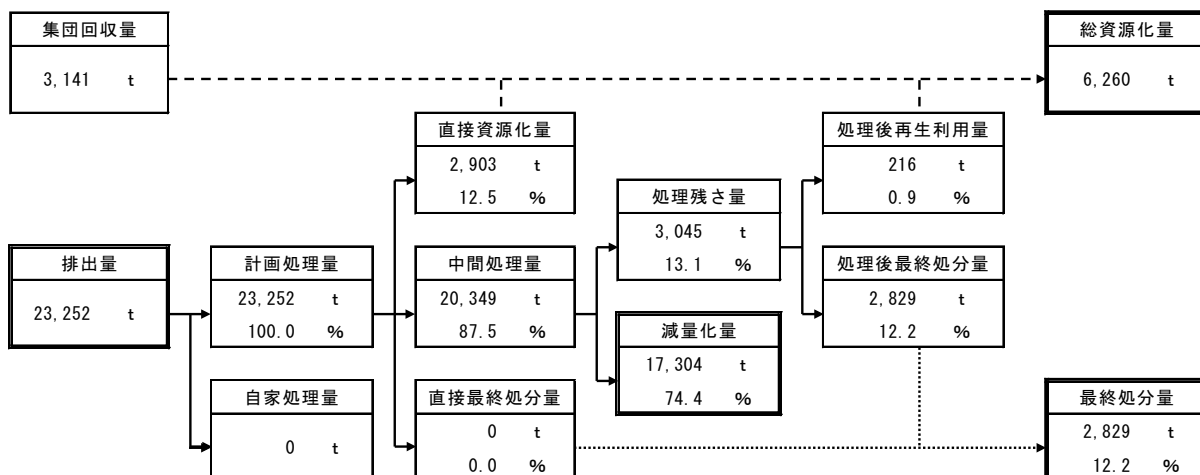 集団回収量
3,141 t
総資源化量
6,260 t
直接資源化量
2,903 t
12.5 %
処理後再生利用量
216 t
0.9 %
処理残さ量
3,045 t
13.1 %
排出量
23,252 t
計画処理量
23,252 t
100.0 %
中間処理量
20,349 t
87.5 %
処理後最終処分量
2,829 t
12.2 %
減量化量
17,304 t
74.4 %
自家処理量
0 t
直接最終処分量
0 t
0.0 %
最終処分量
2,829 t
12.2 %